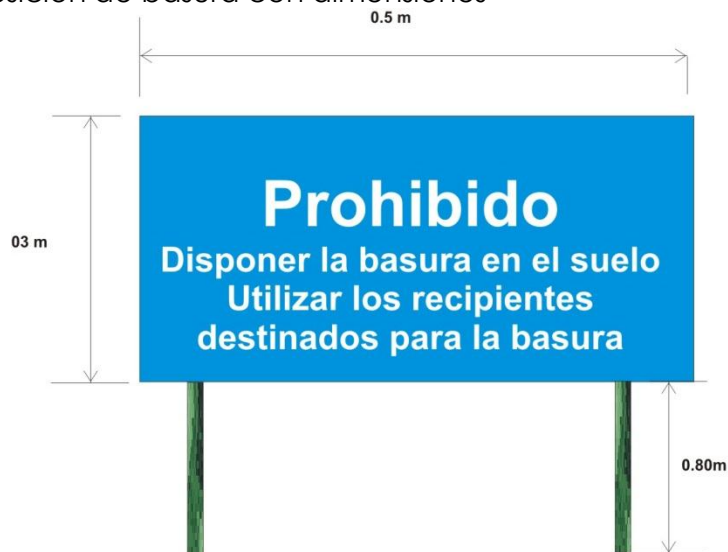 0.5 m
Prohibido
03 m
Disponer la basura en el suelo
Utilizar los recipientes
destinados para la basura
0.80m